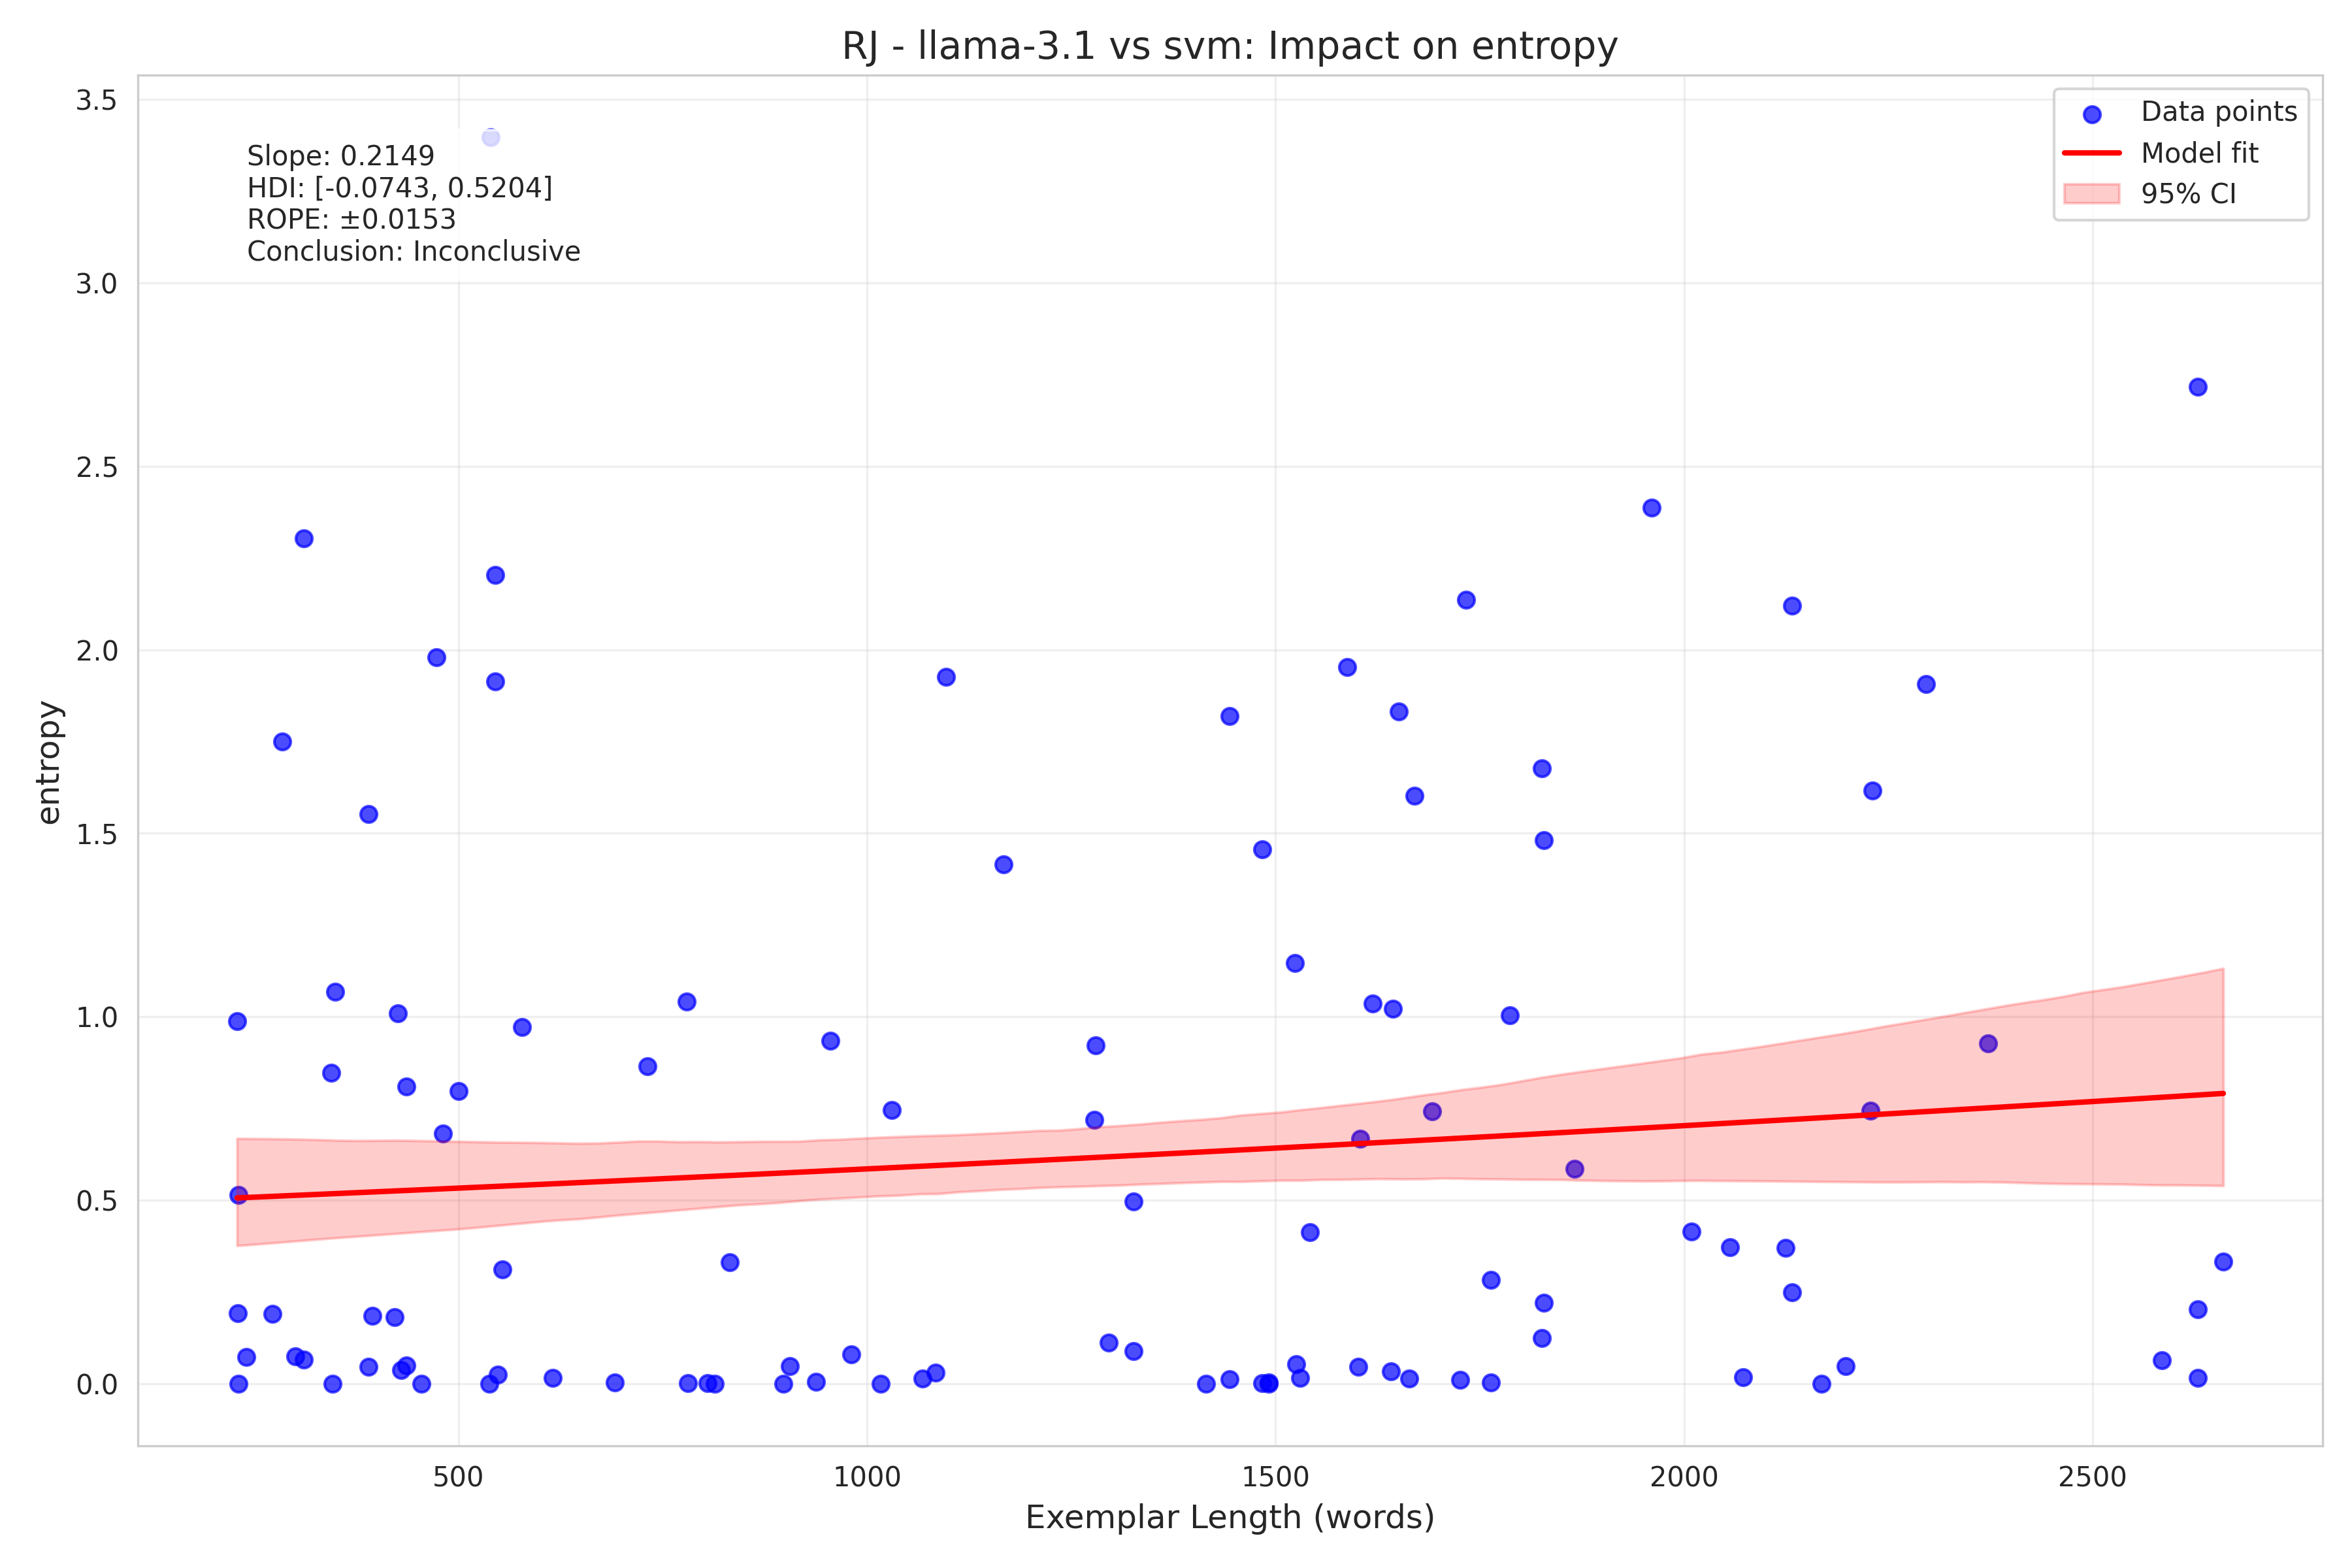 RJ - llama-3.1 vs svm: Impact on entropy
3.5
3.0
2.5
2.0
1.5
1.0
0.5
0.0
entropy
Slope: 0.2149
HDI: [-0.0743, 0.5204]
ROPE: ±0.0153
Conclusion: Inconclusive
Data points
Model fit
95% CI
500
1000
1500
2000
2500
Exemplar Length (words)